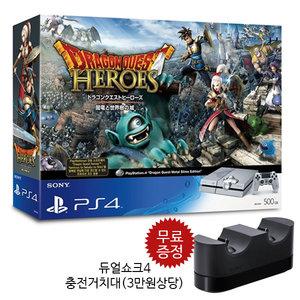 DRAGON QUEST
HEROES
ドラゴンクエストヒーローズ
闇竜と世界樹の城
PlayStation 4 "Dragon Quest Metal Slime Edition"
SONY
PS4
500GB
무료
증정
듀얼쇼크4
충전거치대(3만원상당)